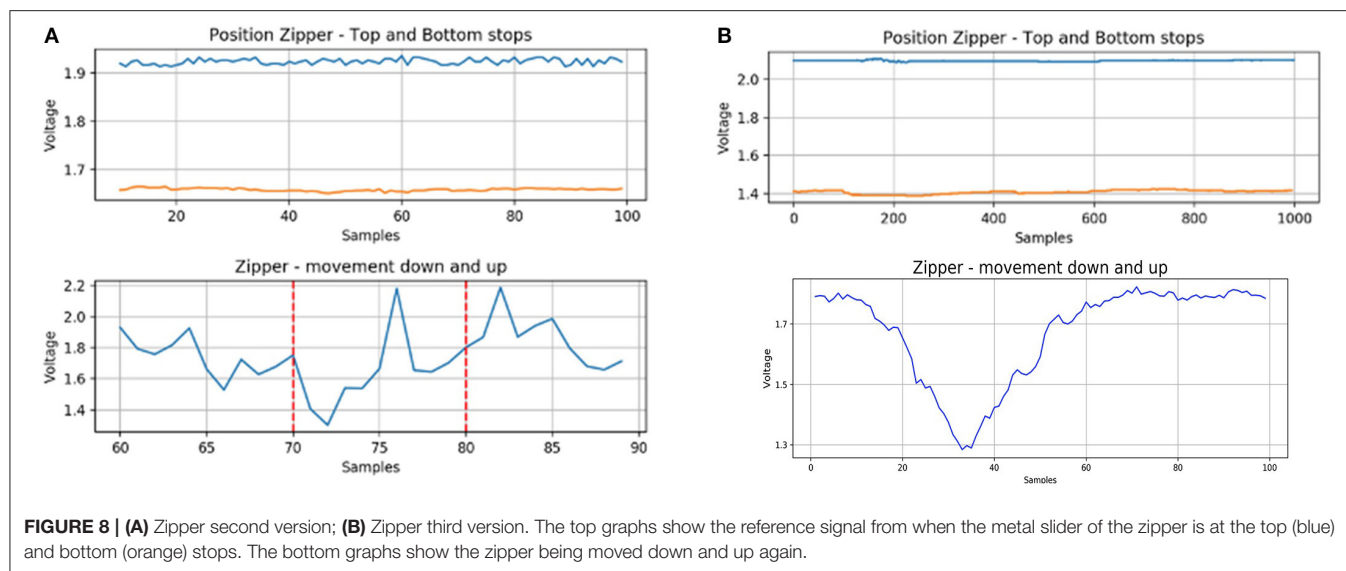 A
Position Zipper - Top and Bottom stops
1.9
1.8
1.7
Voltage
20 40 60 80 100
Samples
Zipper - movement down and up
2.2
2.0
1.8
1.6
1.4
Voltage
60 65 70 75 80 85 90
Samples
B
Position Zipper - Top and Bottom stops
2.0
1.8
1.6
1.4
Voltage
0 200 400 600 800 1000
Samples
Zipper - movement down and up
1.7
1.5
1.3
Voltage
0 20 40 60 80 100
Samples
FIGURE 8 | (A) Zipper second version; (B) Zipper third version. The top graphs show the reference signal from when the metal slider of the zipper is at the top (blue)
and bottom (orange) stops. The bottom graphs show the zipper being moved down and up again.